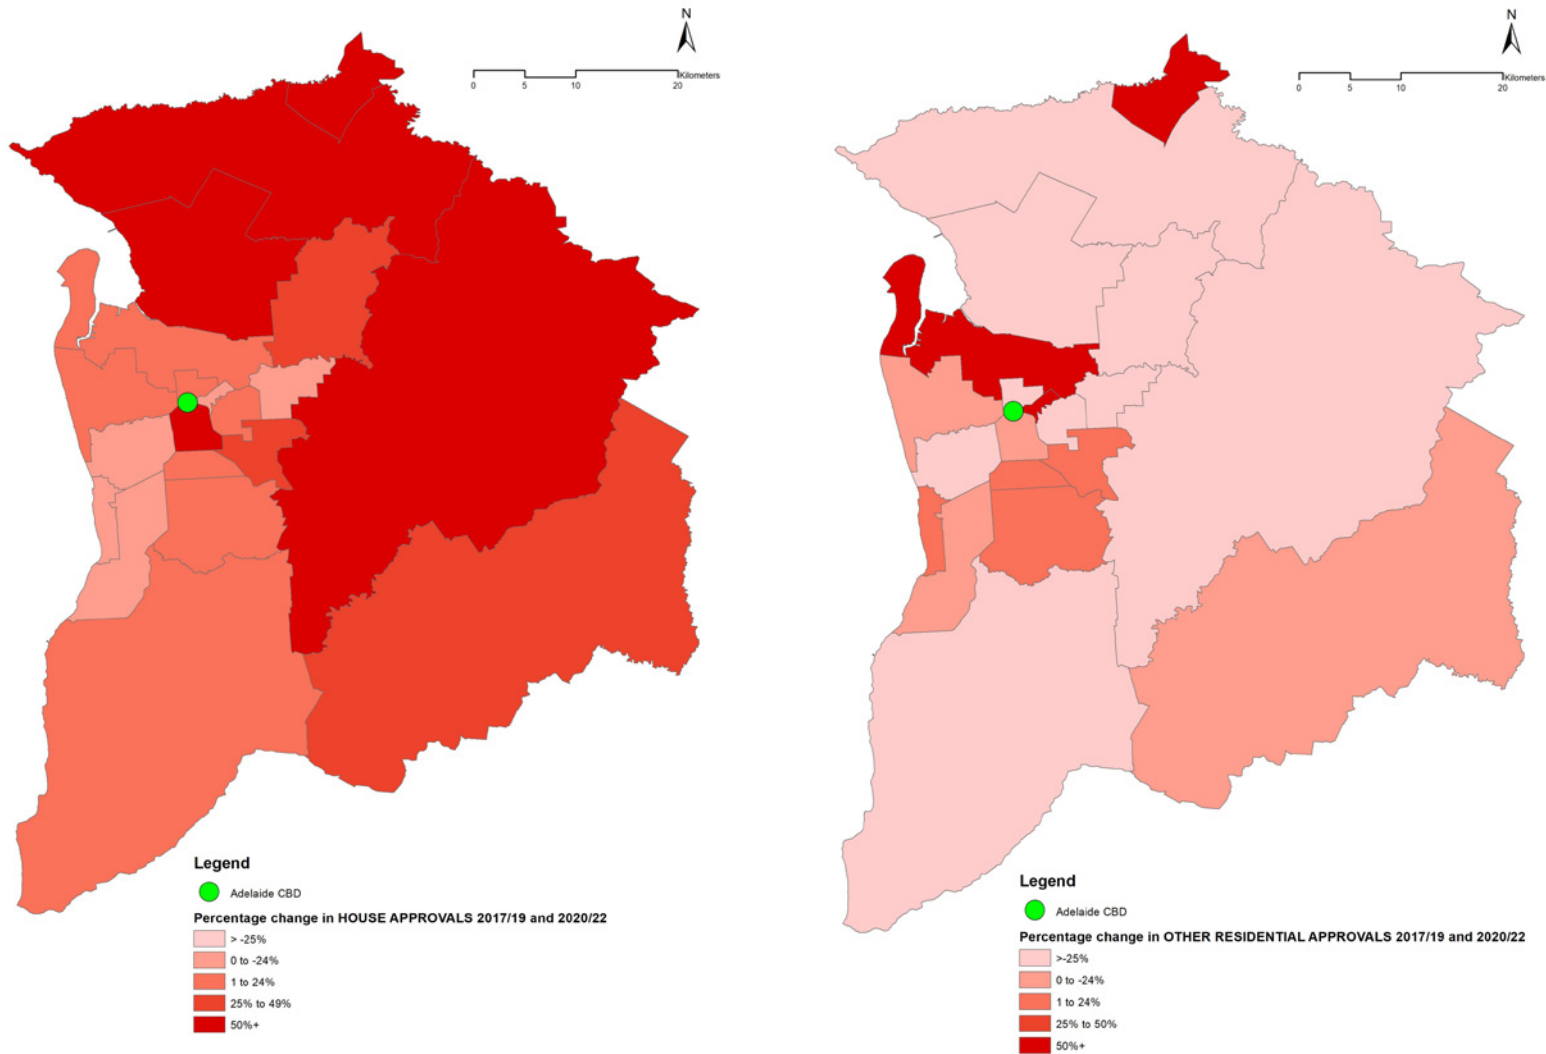 N
Kilometers
0 5 10 20
Legend
Adelaide CBD
Percentage change in HOUSE APPROVALS 2017/19 and 2020/22
> -25%
0 to -24%
1 to 24%
25% to 49%
50%+
N
Kilometers
0 5 10 20
Legend
Adelaide CBD
Percentage change in OTHER RESIDENTIAL APPROVALS 2017/19 and 2020/22
>-25%
0 to -24%
1 to 24%
25% to 50%
50%+